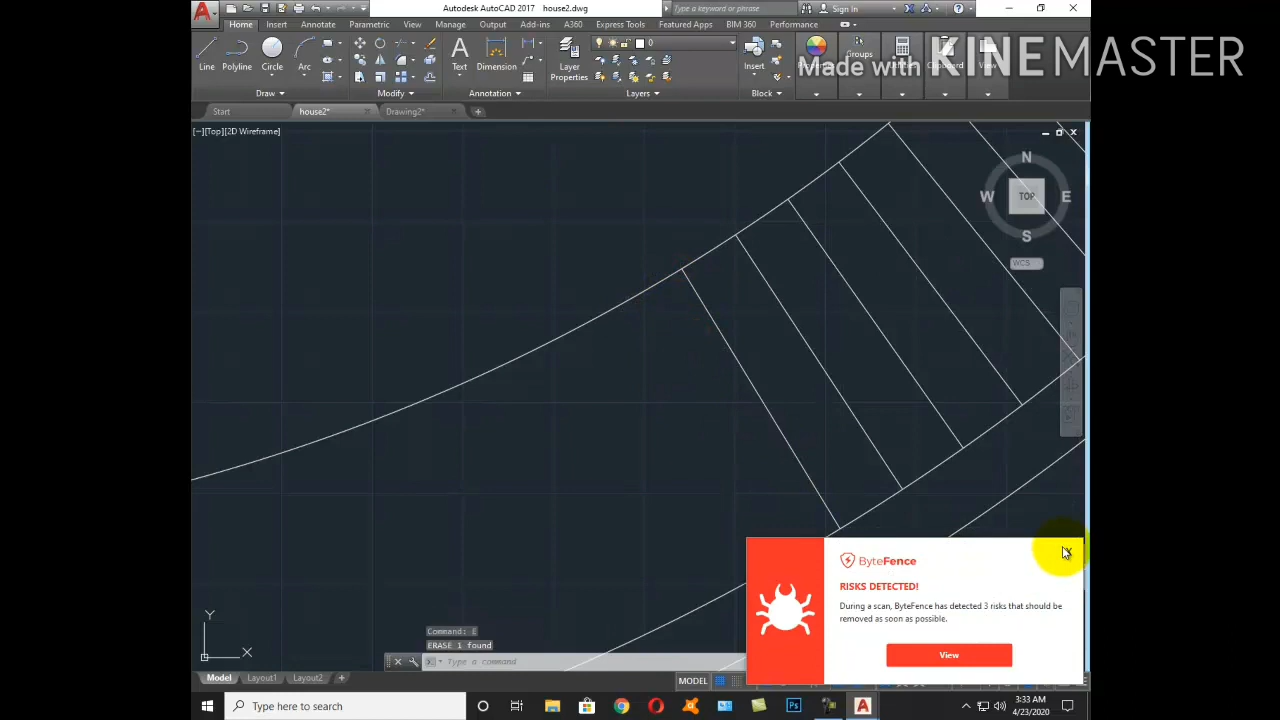 Autodesk AutoCAD 2017 house2.dwg
Type a keyword or phrase
Sign In
Home Insert Annotate Parametric View Manage Output Add-ins A360 Express Tools Featured Apps BIM 360 Performance
Made with KINEMASTER
0
Line Polyline Circle Arc Text Dimension Layer Properties Insert Groups
Draw Modify Annotation Layers Block
Start house2* Drawing2*
[−][Top][2D Wireframe]
N
W TOP E
S
WCS
ByteFence
RISKS DETECTED!
During a scan, ByteFence has detected 3 risks that should be
removed as soon as possible.
View
Y
X
Command: E
ERASE 1 found
Type a command
Model Layout1 Layout2 +
MODEL
Type here to search
3:33 AM
4/23/2020